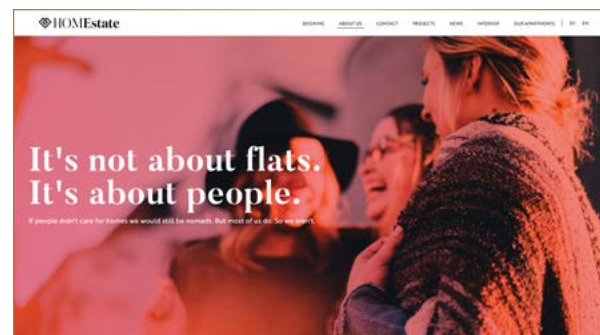 HOMEstate
BOOKING ABOUT US CONTACT PROJECTS NEWS INTERIOR OUR APARTMENTS EN
It's not about flats.
It's about people.
If people didn't care for homes we would still be nomads. But most of us do. So we aren't.